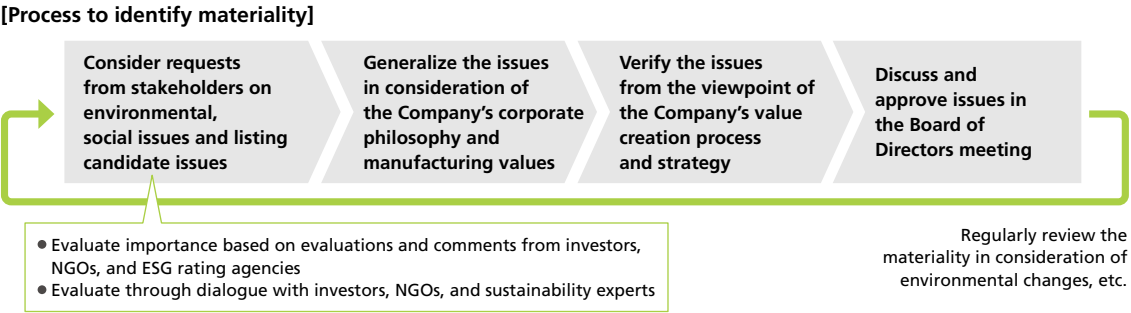 [Process to identify materiality]
Consider requests
from stakeholders on
environmental,
social issues and listing
candidate issues
Generalize the issues
in consideration of
the Company's corporate
philosophy and
manufacturing values
Verify the issues
from the viewpoint of
the Company's value
creation process
and strategy
Discuss and
approve issues in
the Board of
Directors meeting
● Evaluate importance based on evaluations and comments from investors,
NGOs, and ESG rating agencies
● Evaluate through dialogue with investors, NGOs, and sustainability experts
Regularly review the
materiality in consideration of
environmental changes, etc.